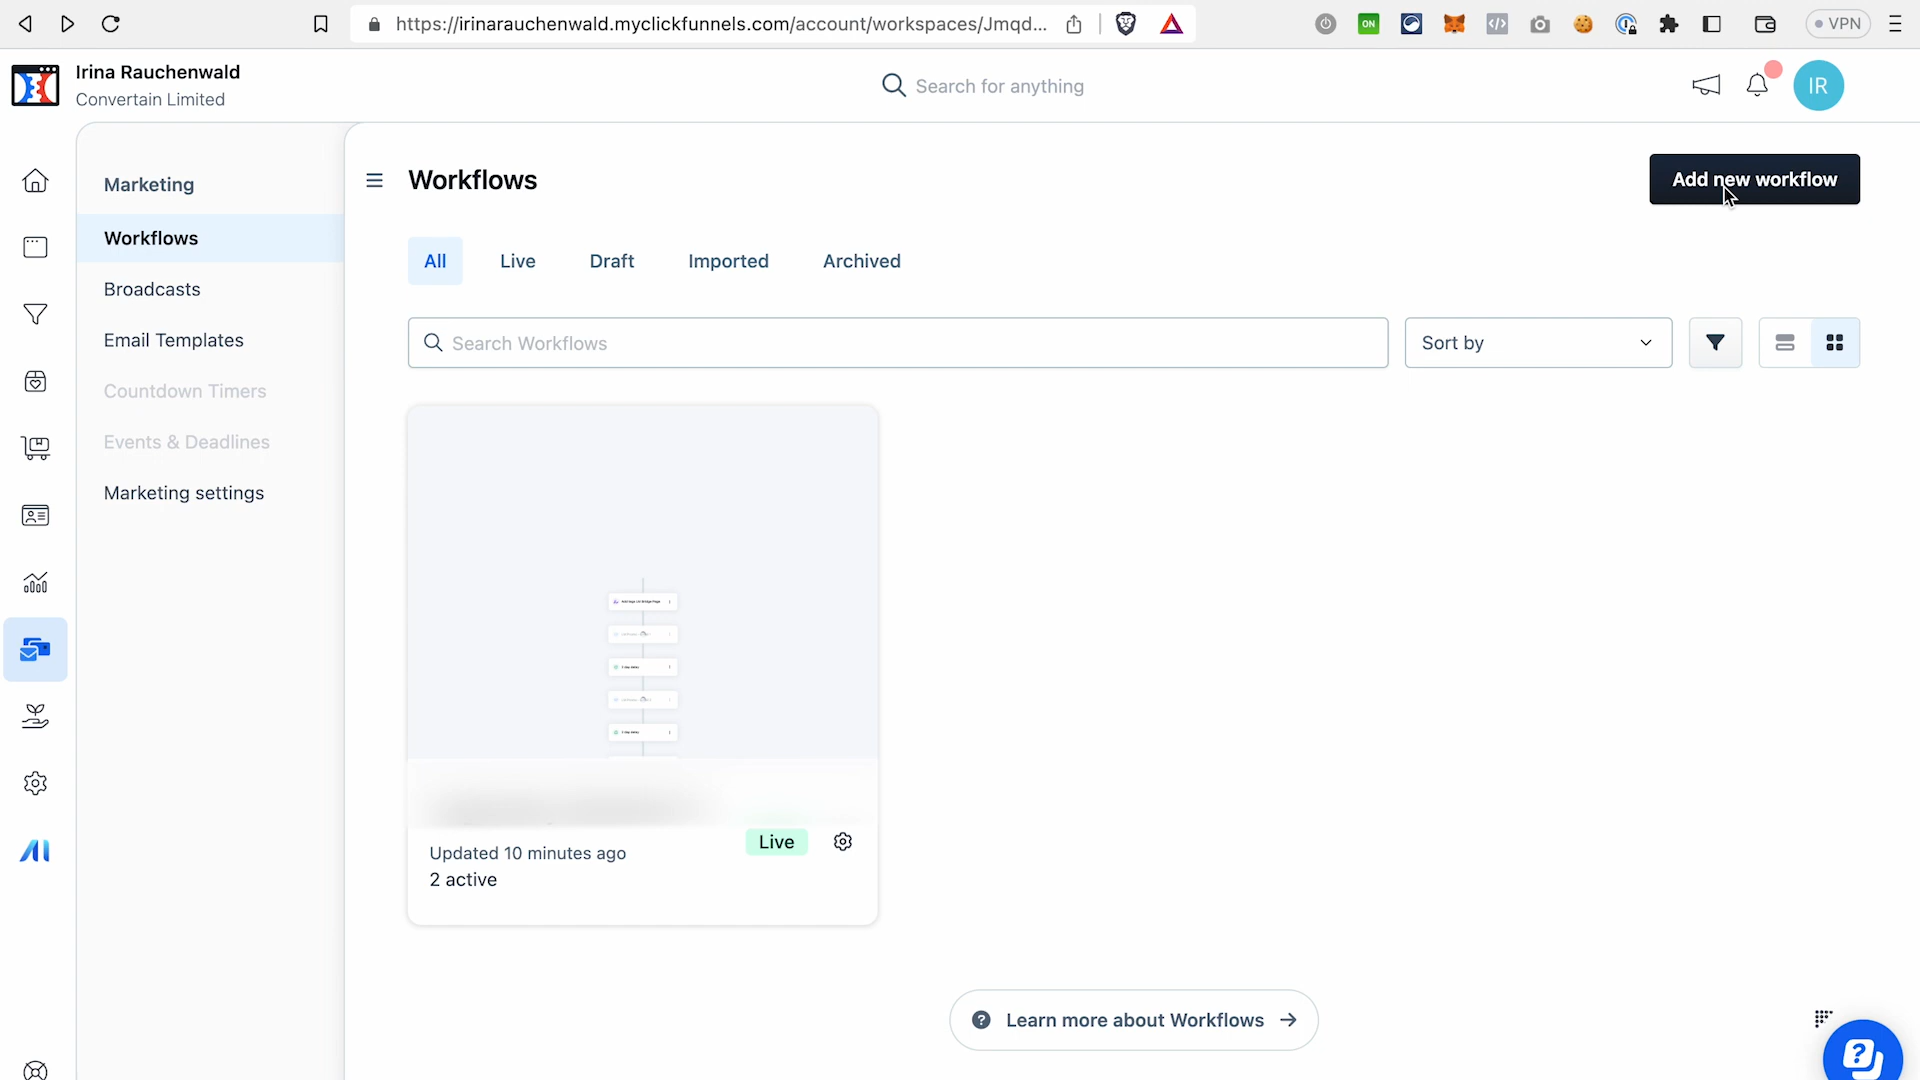 https://irinarauchenwald.myclickfunnels.com/account/workspaces/Jmqd...
ON
VPN
Irina Rauchenwald
Convertain Limited
Search for anything
IR
Marketing
Workflows
Broadcasts
Email Templates
Countdown Timers
Events & Deadlines
Marketing settings
Workflows
Add new workflow
All
Live
Draft
Imported
Archived
Search Workflows
Sort by
Updated 10 minutes ago
Live
2 active
Learn more about Workflows